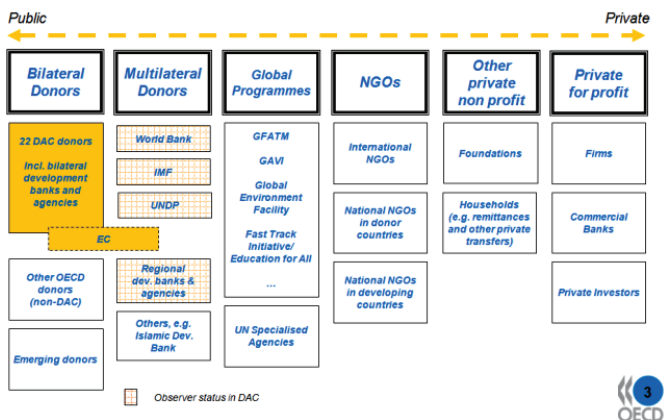 Public
Private
Bilateral
Donors
Multilateral
Donors
Global
Programmes
NGOs
Other
private
non profit
Private
for profit
22 DAC donors
Incl. bilateral
development
banks and
agencies
EC
Other OECD
donors
(non-DAC)
Emerging donors
World Bank
IMF
UNDP
Regional
dev. banks &
agencies
Others, e.g.
Islamic Dev.
Bank
GFATM
GAVI
Global
Environment
Facility
Fast Track
Initiative/
Education for All
...
UN Specialised
Agencies
International
NGOs
National NGOs
in donor
countries
National NGOs
in developing
countries
Foundations
Households
(e.g. remittances
and other private
transfers)
Firms
Commercial
Banks
Private Investors
Observer status in DAC
3
OECD